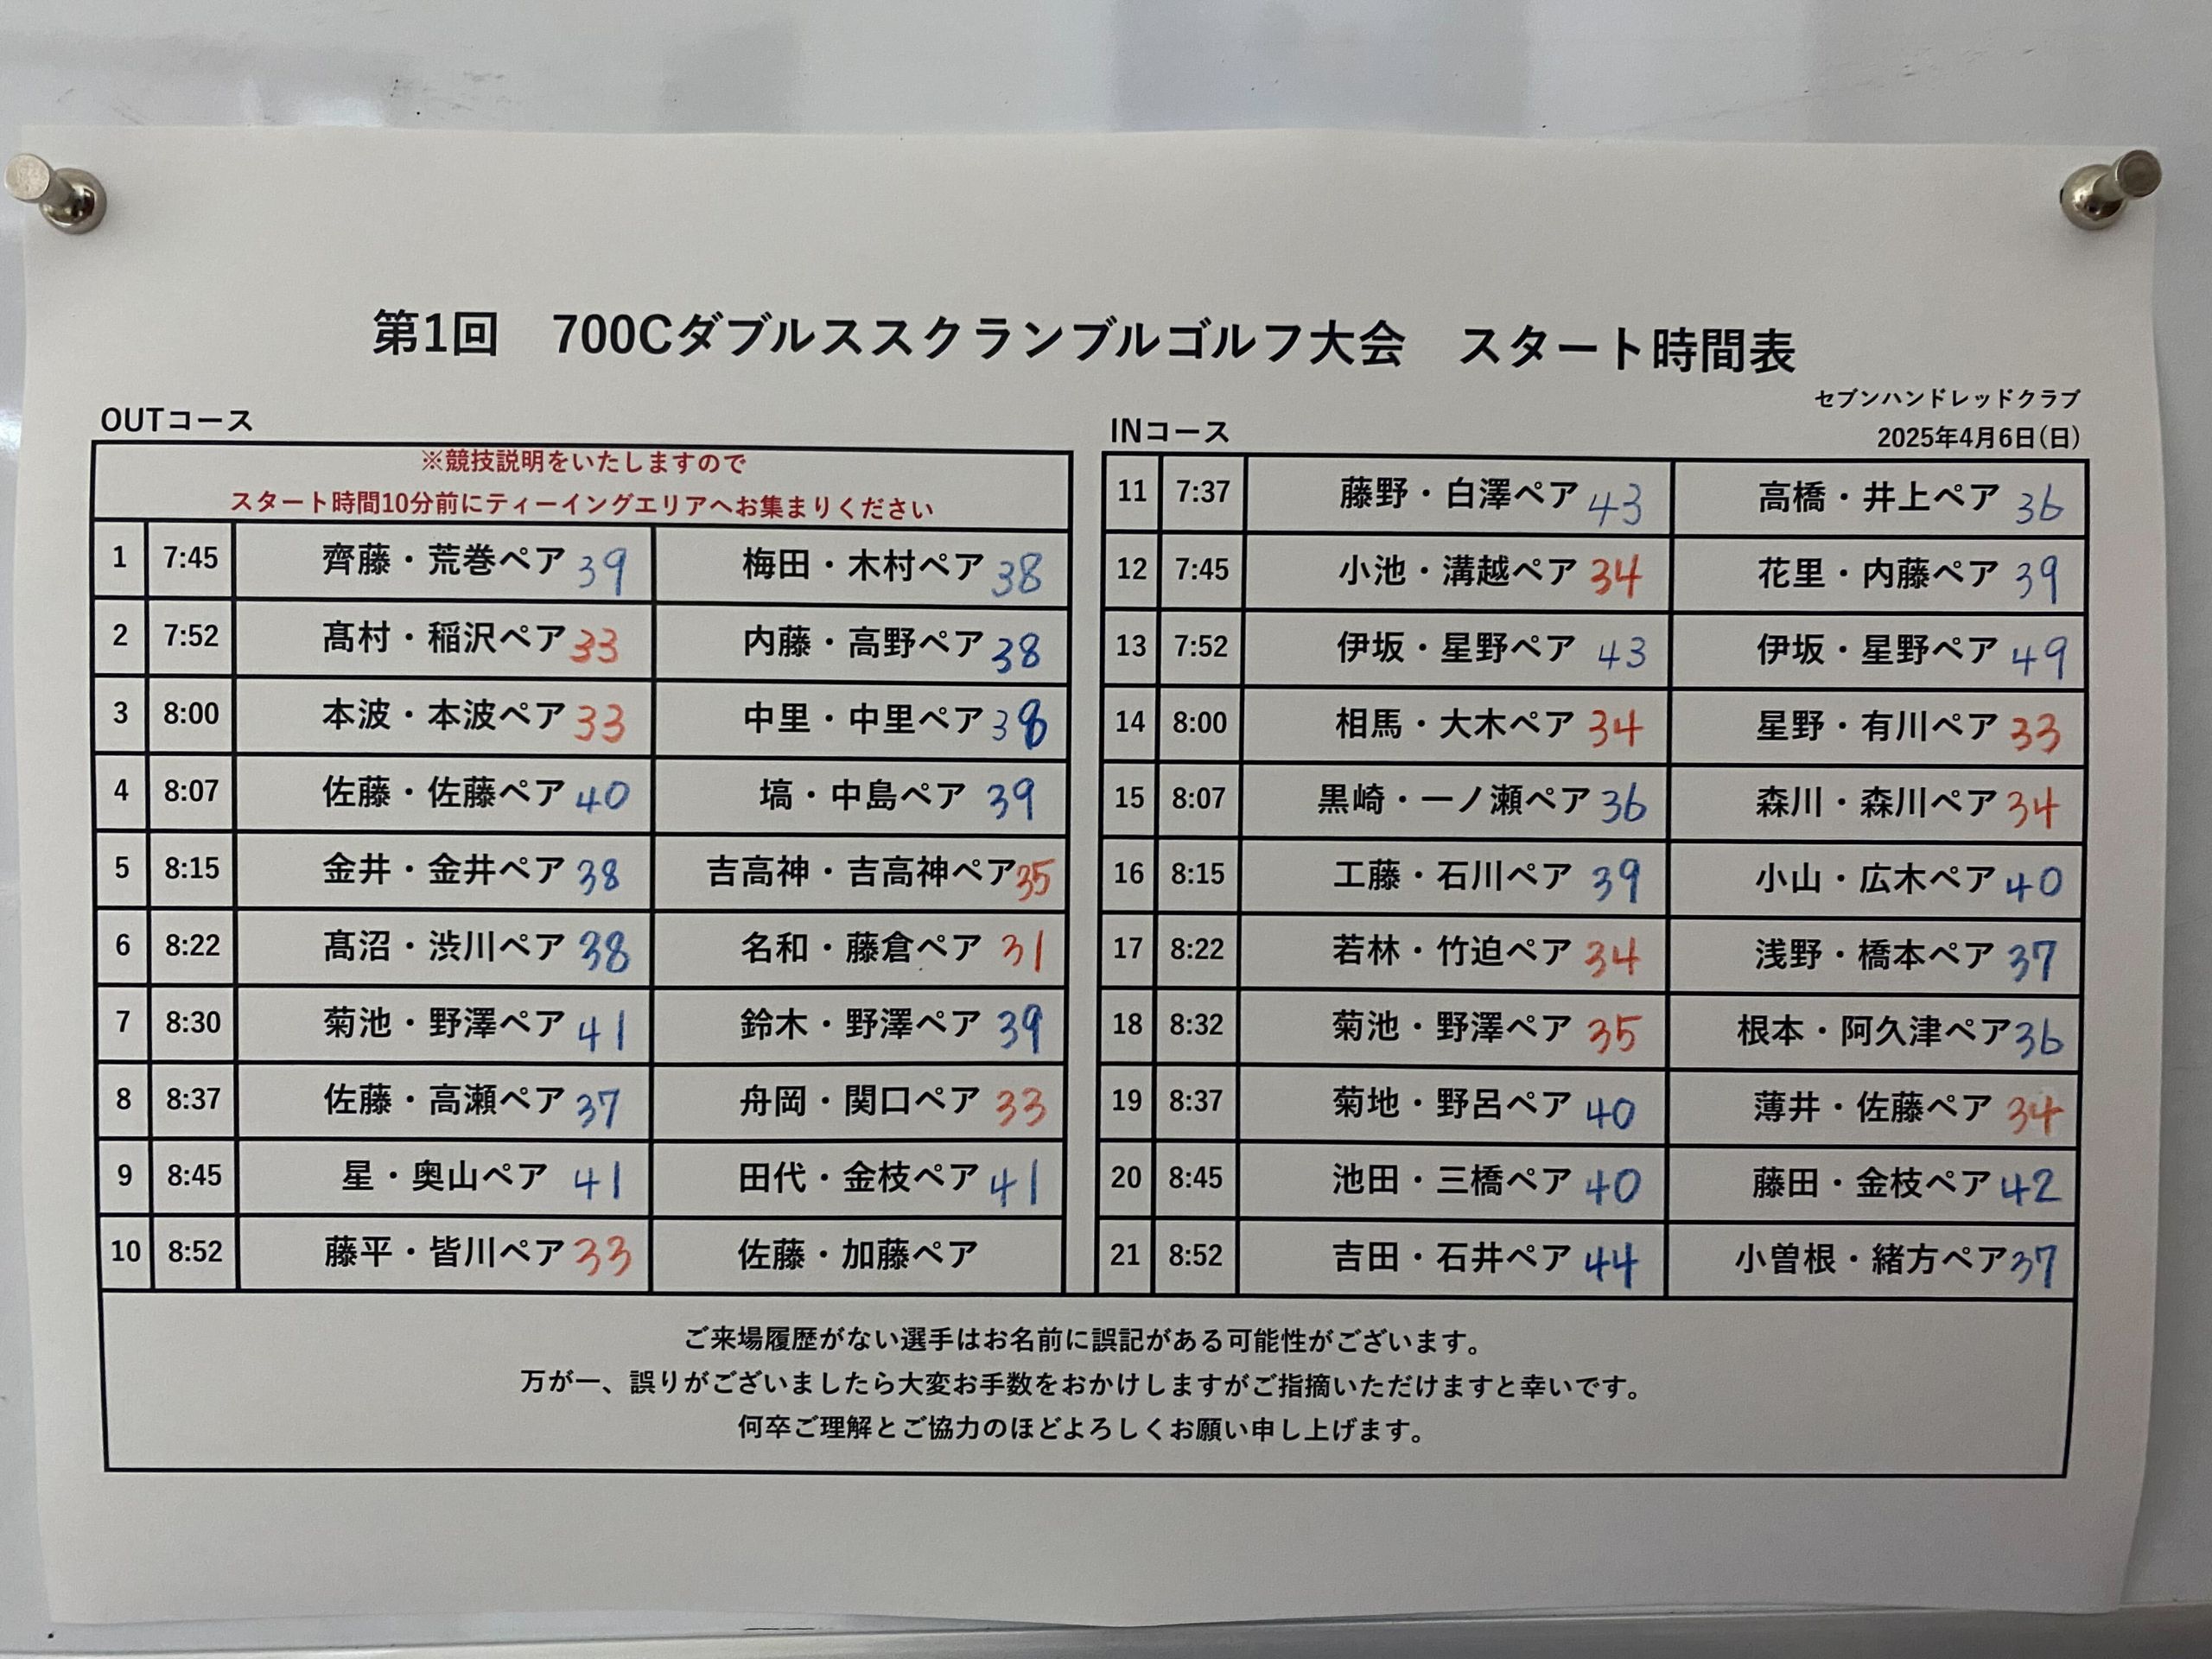 第1回　700Cダブルススクランブルゴルフ大会　スタート時間表
セブンハンドレッドクラブ
2025年4月6日(日)
OUTコース
※競技説明をいたしますので
スタート時間10分前にティーイングエリアへお集まりください
1 7:45 齊藤・荒巻ペア 39 梅田・木村ペア 38
2 7:52 髙村・稲沢ペア 33 内藤・高野ペア 38
3 8:00 本波・本波ペア 33 中里・中里ペア 38
4 8:07 佐藤・佐藤ペア 40 塙・中島ペア 39
5 8:15 金井・金井ペア 38 吉高神・吉高神ペア 35
6 8:22 髙沼・渋川ペア 38 名和・藤倉ペア 31
7 8:30 菊池・野澤ペア 41 鈴木・野澤ペア 39
8 8:37 佐藤・高瀬ペア 37 舟岡・関口ペア 33
9 8:45 星・奥山ペア 41 田代・金枝ペア 41
10 8:52 藤平・皆川ペア 33 佐藤・加藤ペア
INコース
11 7:37 藤野・白澤ペア 43 高橋・井上ペア 36
12 7:45 小池・溝越ペア 34 花里・内藤ペア 39
13 7:52 伊坂・星野ペア 43 伊坂・星野ペア 49
14 8:00 相馬・大木ペア 34 星野・有川ペア 33
15 8:07 黒崎・一ノ瀬ペア 36 森川・森川ペア 34
16 8:15 工藤・石川ペア 39 小山・広木ペア 40
17 8:22 若林・竹迫ペア 34 浅野・橋本ペア 37
18 8:32 菊池・野澤ペア 35 根本・阿久津ペア 36
19 8:37 菊地・野呂ペア 40 薄井・佐藤ペア 34
20 8:45 池田・三橋ペア 40 藤田・金枝ペア 42
21 8:52 吉田・石井ペア 44 小曽根・緒方ペア 37
ご来場履歴がない選手はお名前に誤記がある可能性がございます。
万が一、誤りがございましたら大変お手数をおかけしますがご指摘いただけますと幸いです。
何卒ご理解とご協力のほどよろしくお願い申し上げます。